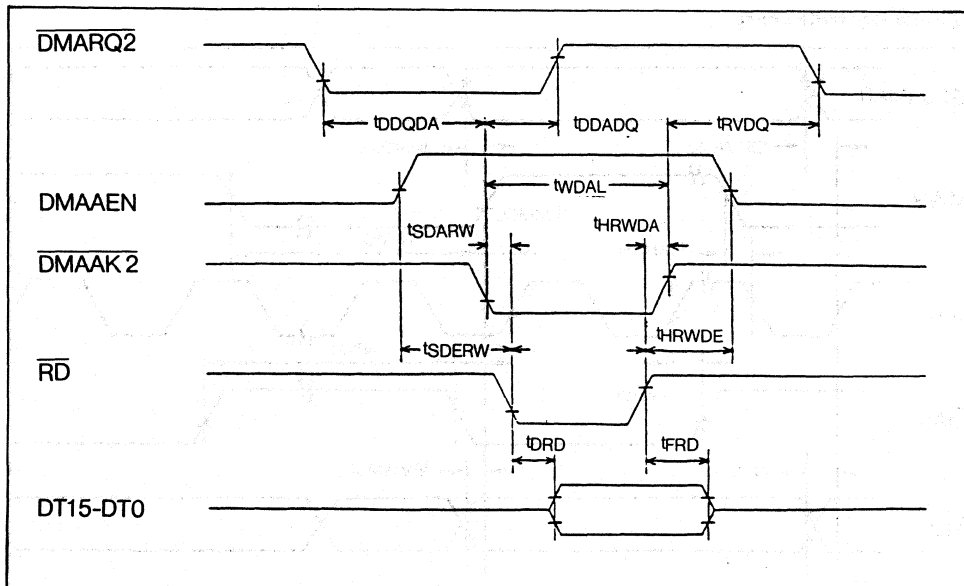 DMARQ2
tDDQDA tDDADQ tRVDQ
DMAAEN
tWDAL
tSDARW tHRWDA
DMAAK2
tSDERW tHRWDE
RD
tDRD tFRD
DT15-DT0